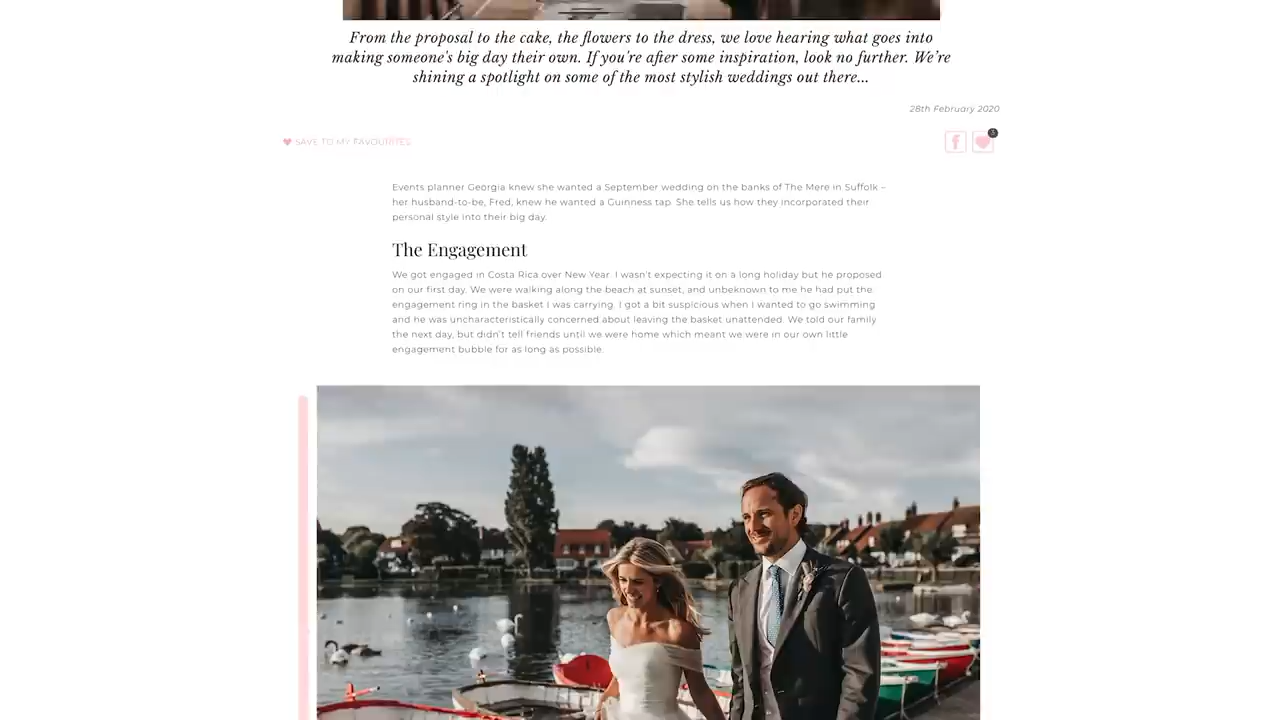 From the proposal to the cake, the flowers to the dress, we love hearing what goes into
making someone's big day their own. If you're after some inspiration, look no further. We're
shining a spotlight on some of the most stylish weddings out there...
28th February 2020
SAVE TO MY FAVOURITES
3
Events planner Georgia knew she wanted a September wedding on the banks of The Mere in Suffolk –
her husband-to-be, Fred, knew he wanted a Guinness tap. She tells us how they incorporated their
personal style into their big day.
The Engagement
We got engaged in Costa Rica over New Year. I wasn't expecting it on a long holiday but he proposed
on our first day. We were walking along the beach at sunset, and unbeknown to me he had put the
engagement ring in the basket I was carrying. I got a bit suspicious when I wanted to go swimming
and he was uncharacteristically concerned about leaving the basket unattended. We told our family
the next day, but didn't tell friends until we were home which meant we were in our own little
engagement bubble for as long as possible.